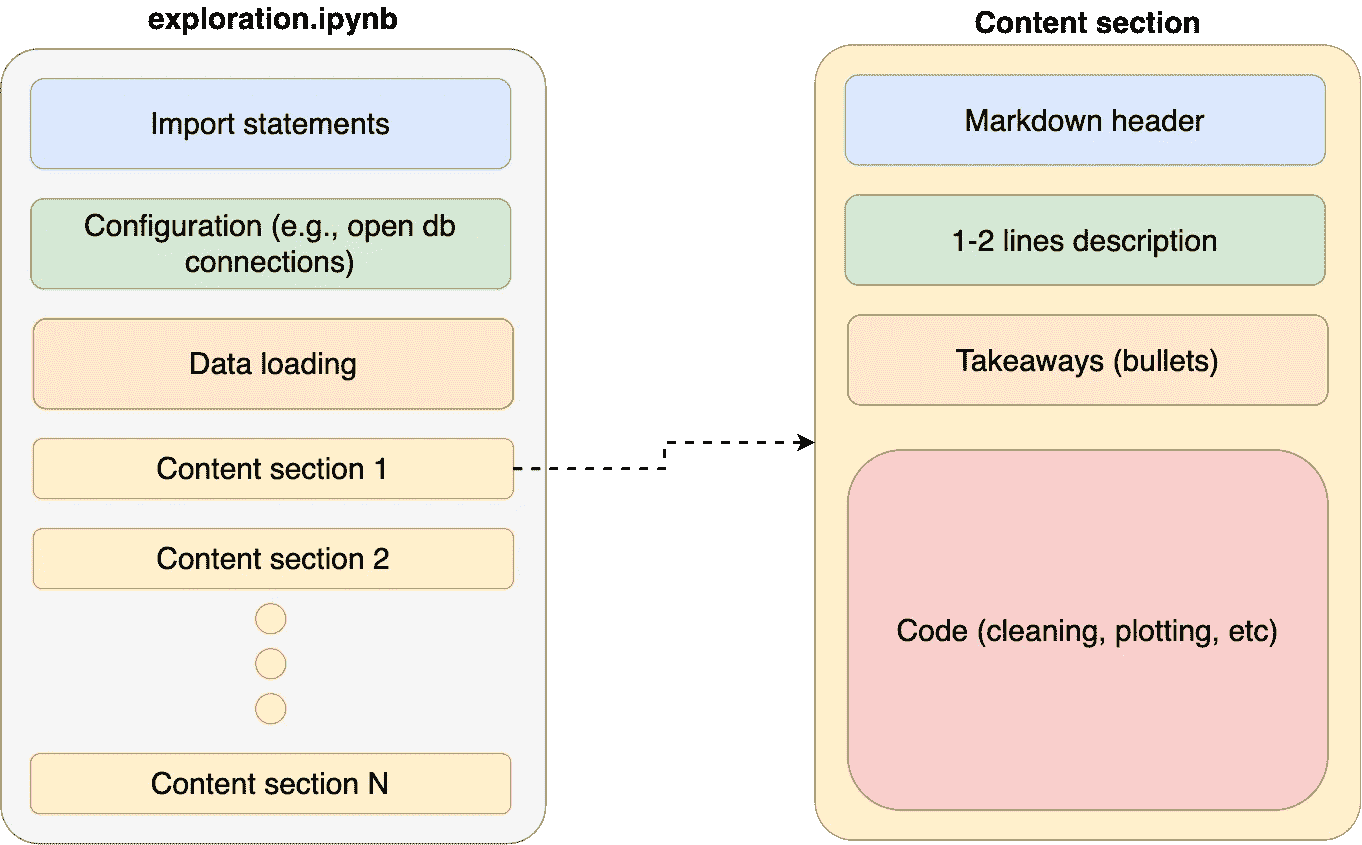 exploration.ipynb
Import statements
Configuration (e.g., open db
connections)
Data loading
Content section 1
Content section 2
Content section N
Content section
Markdown header
1-2 lines description
Takeaways (bullets)
Code (cleaning, plotting, etc)